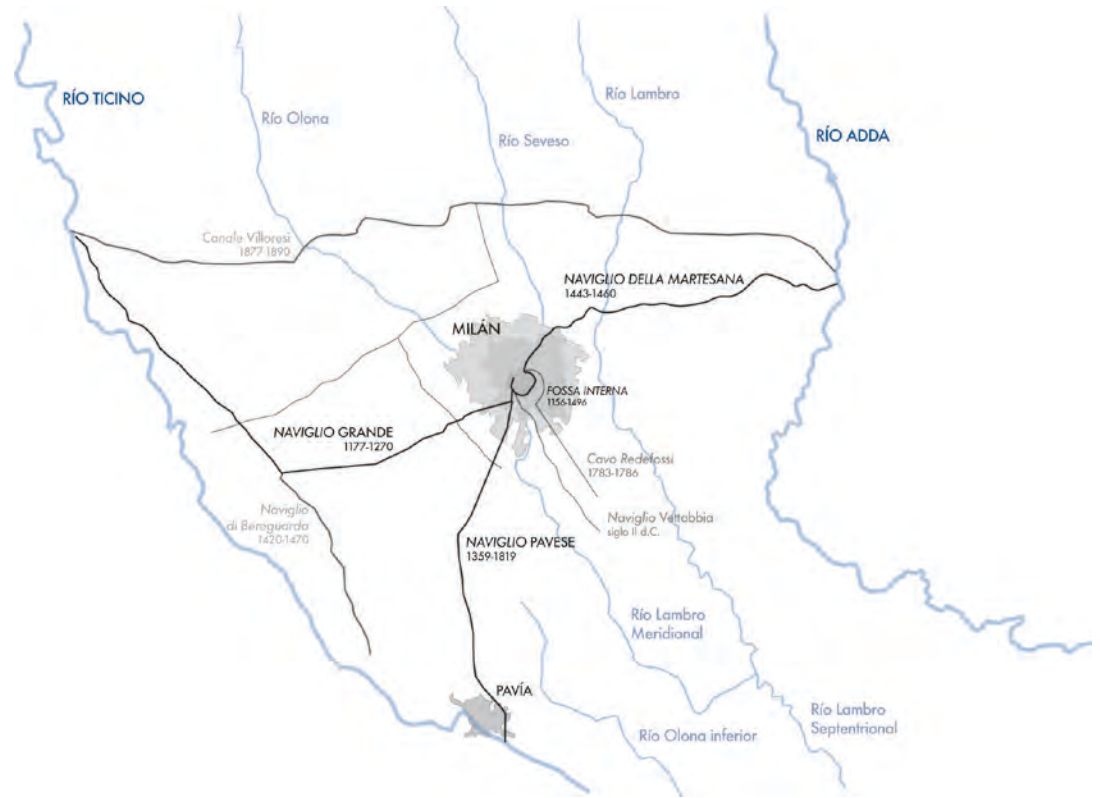 RÍO TICINO
Río Olona
Río Seveso
Río Lambro
RÍO ADDA
Canale Villoresi
1877-1890
NAVIGLIO DELLA MARTESANA
1443-1460
MILÁN
FOSSA INTERNA
1156-1496
NAVIGLIO GRANDE
1177-1270
Cavo Redefossi
1783-1786
Naviglio
di Bereguarda
1420-1470
Naviglio Vettabbia
siglo II d.C.
NAVIGLIO PAVESE
1359-1819
Río Lambro
Meridional
PAVÍA
Río Lambro
Septentrional
Río Olona inferior